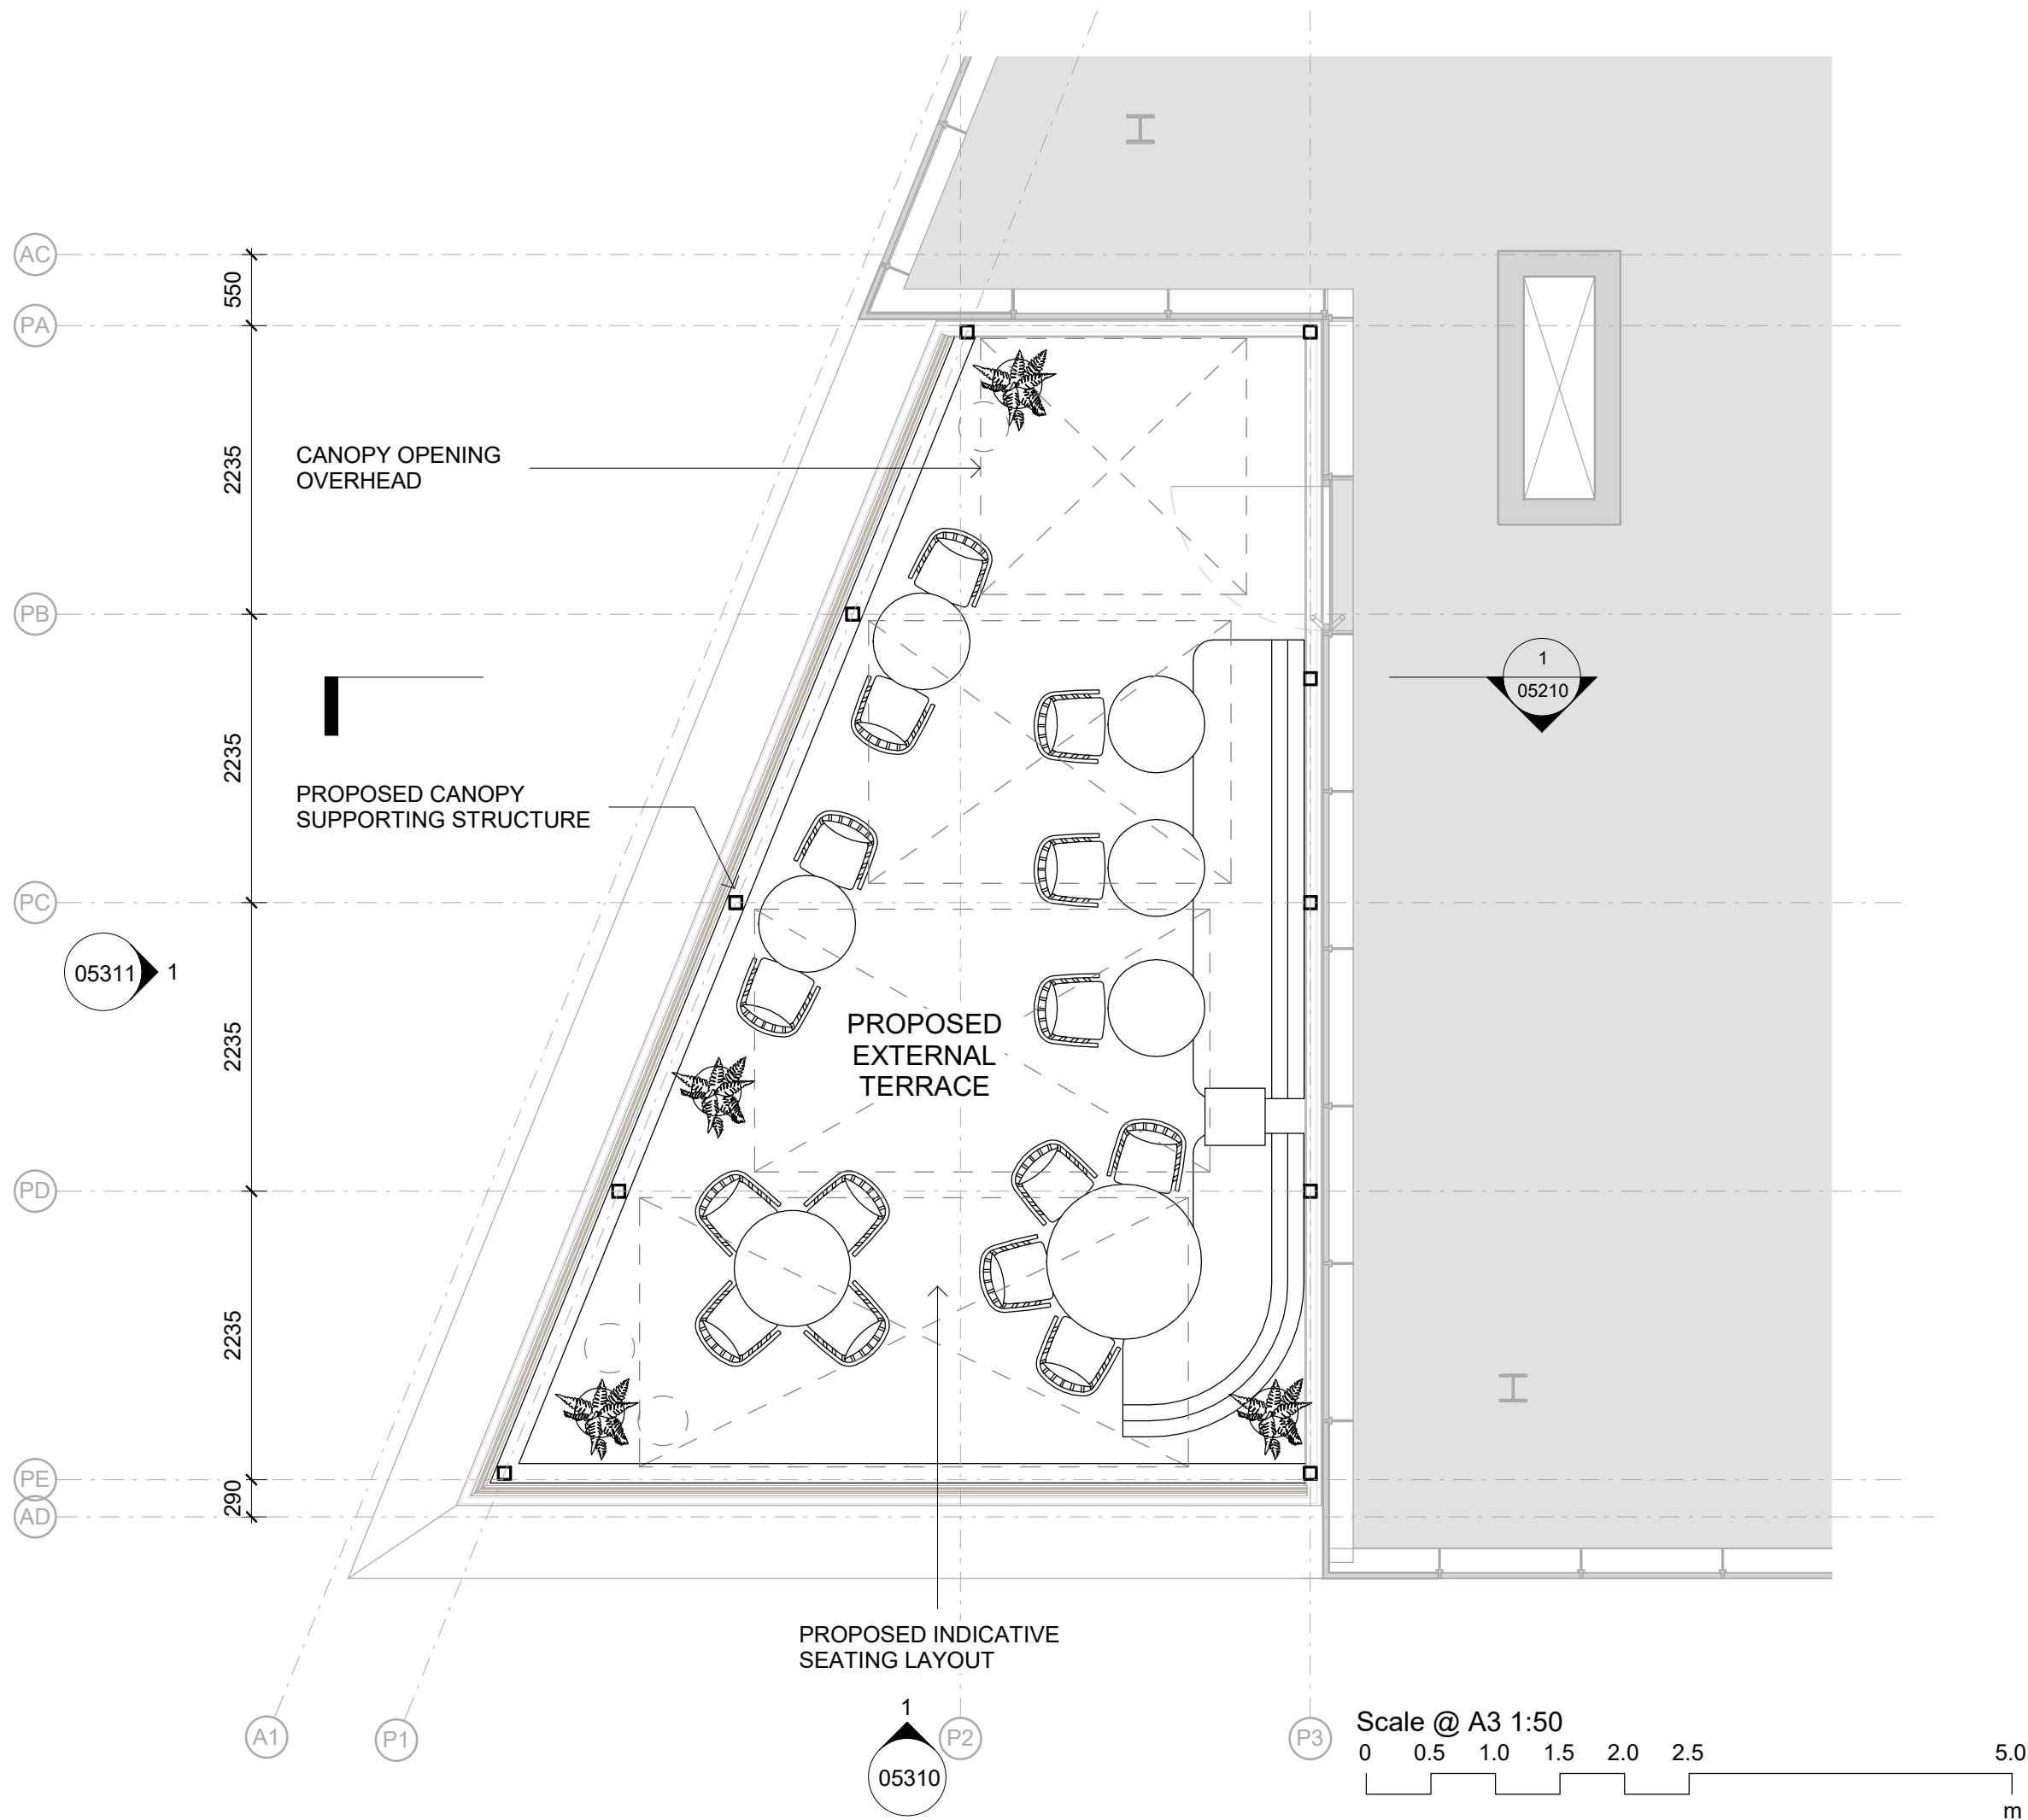 AC
550
PA
2235
CANOPY OPENING
OVERHEAD
PB
1
05210
2235
PROPOSED CANOPY
SUPPORTING STRUCTURE
PC
05311
1
2235
PROPOSED
EXTERNAL
TERRACE
PD
2235
PE
290
AD
PROPOSED INDICATIVE
SEATING LAYOUT
A1
P1
1
05310
P2
P3
Scale @ A3 1:50
0 0.5 1.0 1.5 2.0 2.5 5.0
m